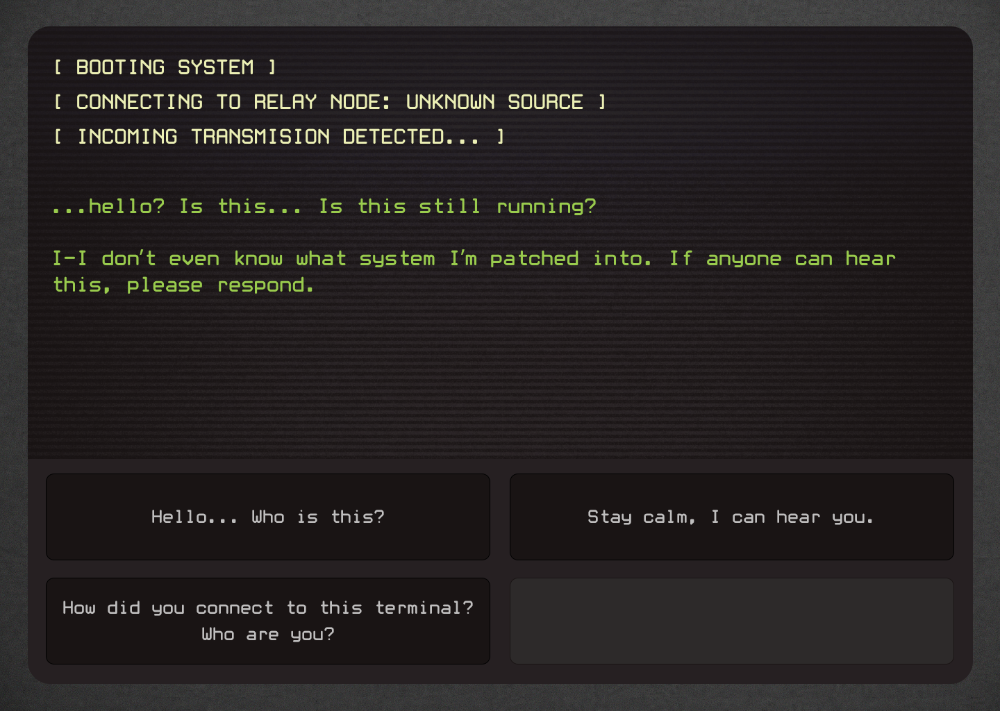 [ BOOTING SYSTEM ]
[ CONNECTING TO RELAY NODE: UNKNOWN SOURCE ]
[ INCOMING TRANSMISION DETECTED... ]
...hello? Is this... Is this still running?
I-I don't even know what system I'm patched into. If anyone can hear
this, please respond.
Hello... Who is this?
Stay calm, I can hear you.
How did you connect to this terminal?
Who are you?